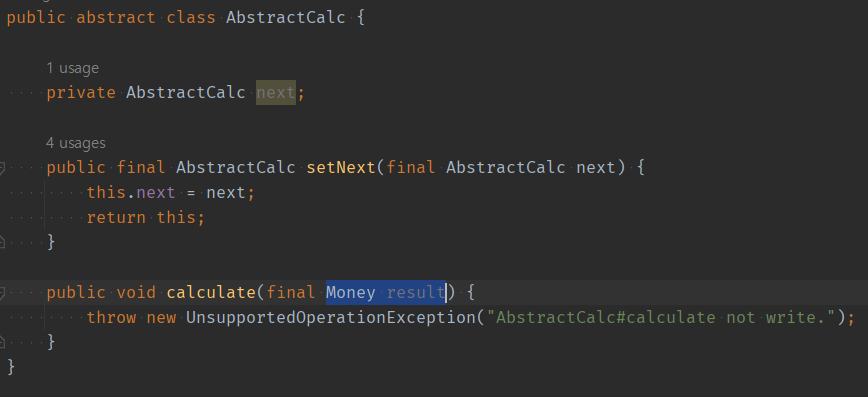 public abstract class AbstractCalc {
1 usage
private AbstractCalc next;
4 usages
public final AbstractCalc setNext(final AbstractCalc next) {
this.next = next;
return this;
}
public void calculate(final Money result) {
throw new UnsupportedOperationException("AbstractCalc#calculate not write.");
}
}